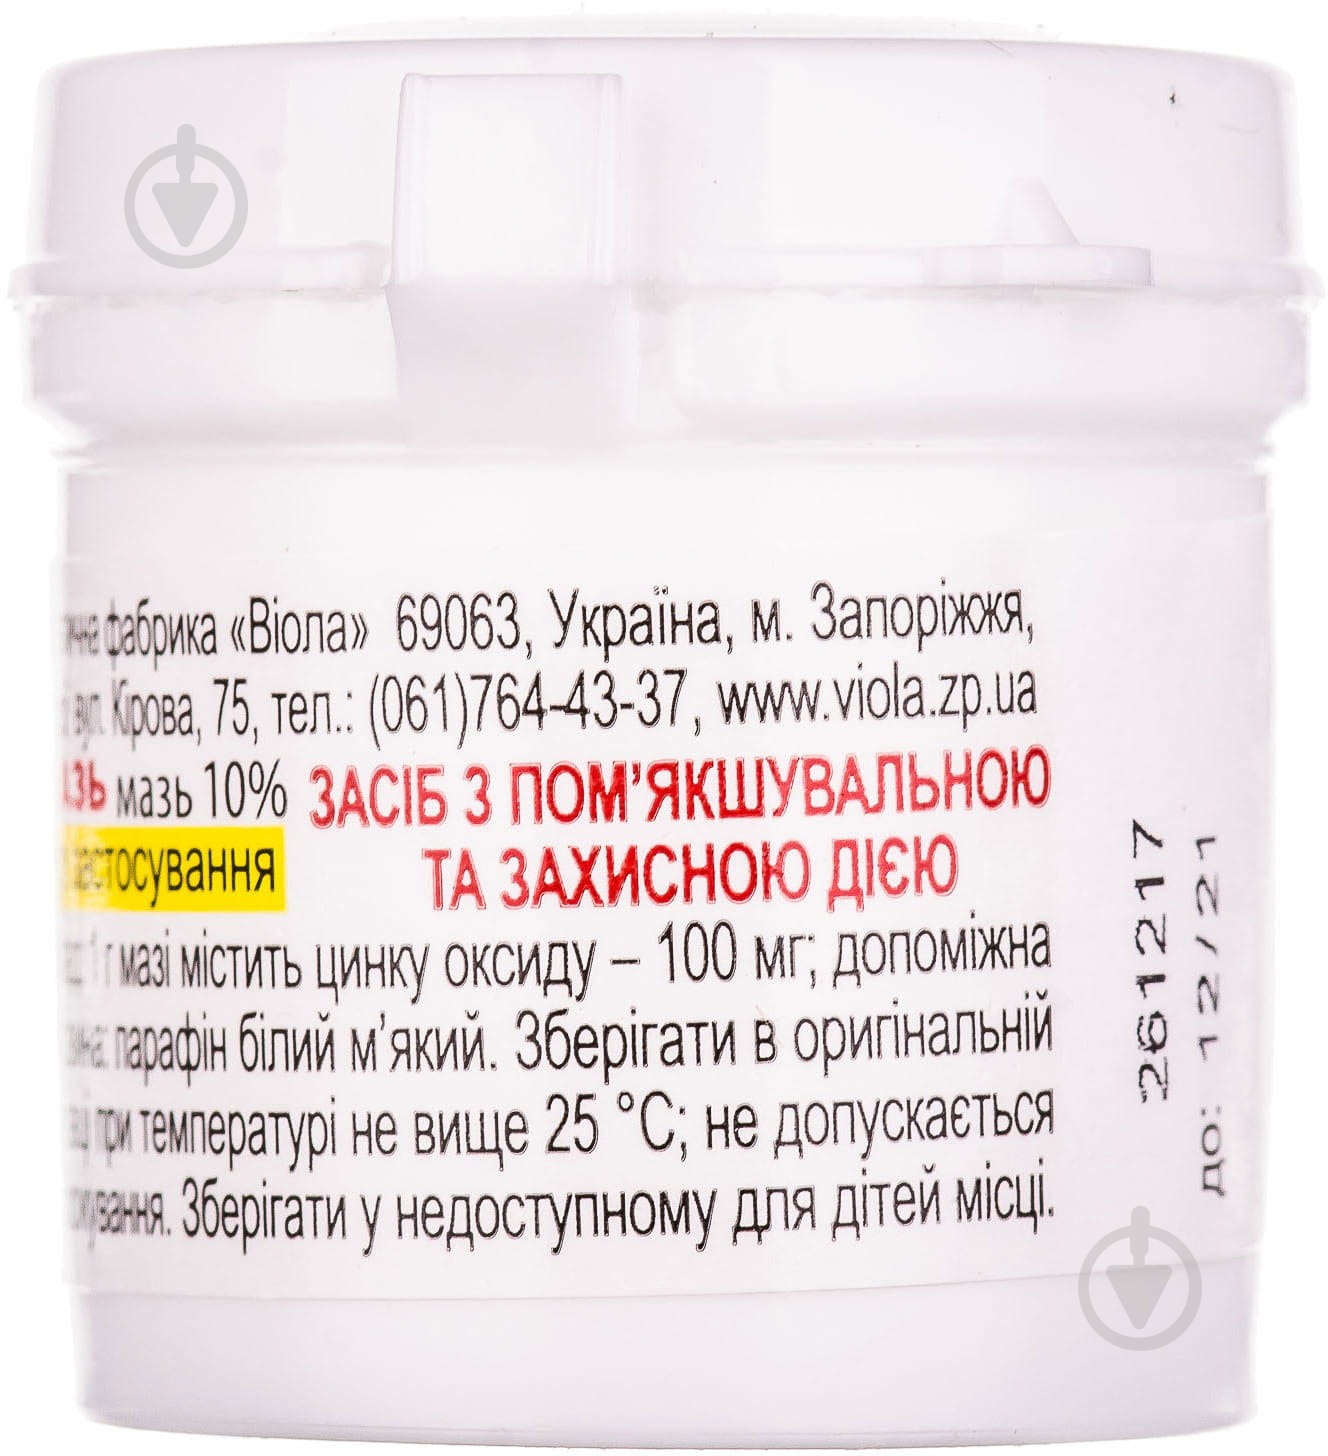 фабрика «Віола» 69063, Україна, м. Запоріжжя,
вул. Кірова, 75, тел.: (061)764-43-37, www.viola.zp.ua
мазь 10% ЗАСІБ З ПОМ’ЯКШУВАЛЬНОЮ
застосування ТА ЗАХИСНОЮ ДІЄЮ
1 г мазі містить цинку оксиду – 100 мг; допоміжна
парафін білий м’який. Зберігати в оригінальній
при температурі не вище 25 °С; не допускається
Зберігати у недоступному для дітей місці.
261217
до: 12/21